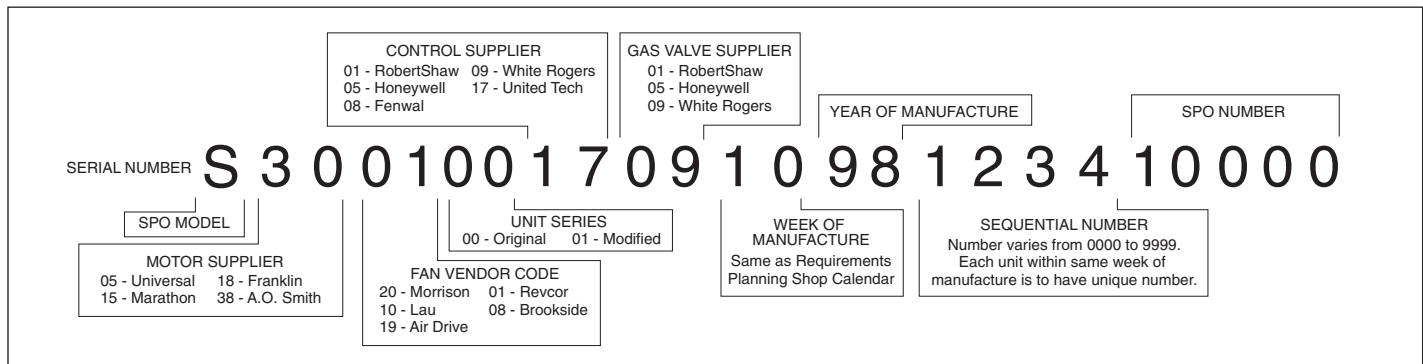 CONTROL SUPPLIER
01 - RobertShaw 09 - White Rogers
05 - Honeywell 17 - United Tech
08 - Fenwal
GAS VALVE SUPPLIER
01 - RobertShaw
05 - Honeywell
09 - White Rogers
YEAR OF MANUFACTURE
SPO NUMBER
SERIAL NUMBER S 3 0 0 1 0 0 1 7 0 9 1 0 9 8 1 2 3 4 1 0 0 0 0
SPO MODEL
MOTOR SUPPLIER
05 - Universal 18 - Franklin
15 - Marathon 38 - A.O. Smith
UNIT SERIES
00 - Original 01 - Modified
FAN VENDOR CODE
20 - Morrison 01 - Revcor
10 - Lau 08 - Brookside
19 - Air Drive
WEEK OF
MANUFACTURE
Same as Requirements
Planning Shop Calendar
SEQUENTIAL NUMBER
Number varies from 0000 to 9999.
Each unit within same week of
manufacture is to have unique number.